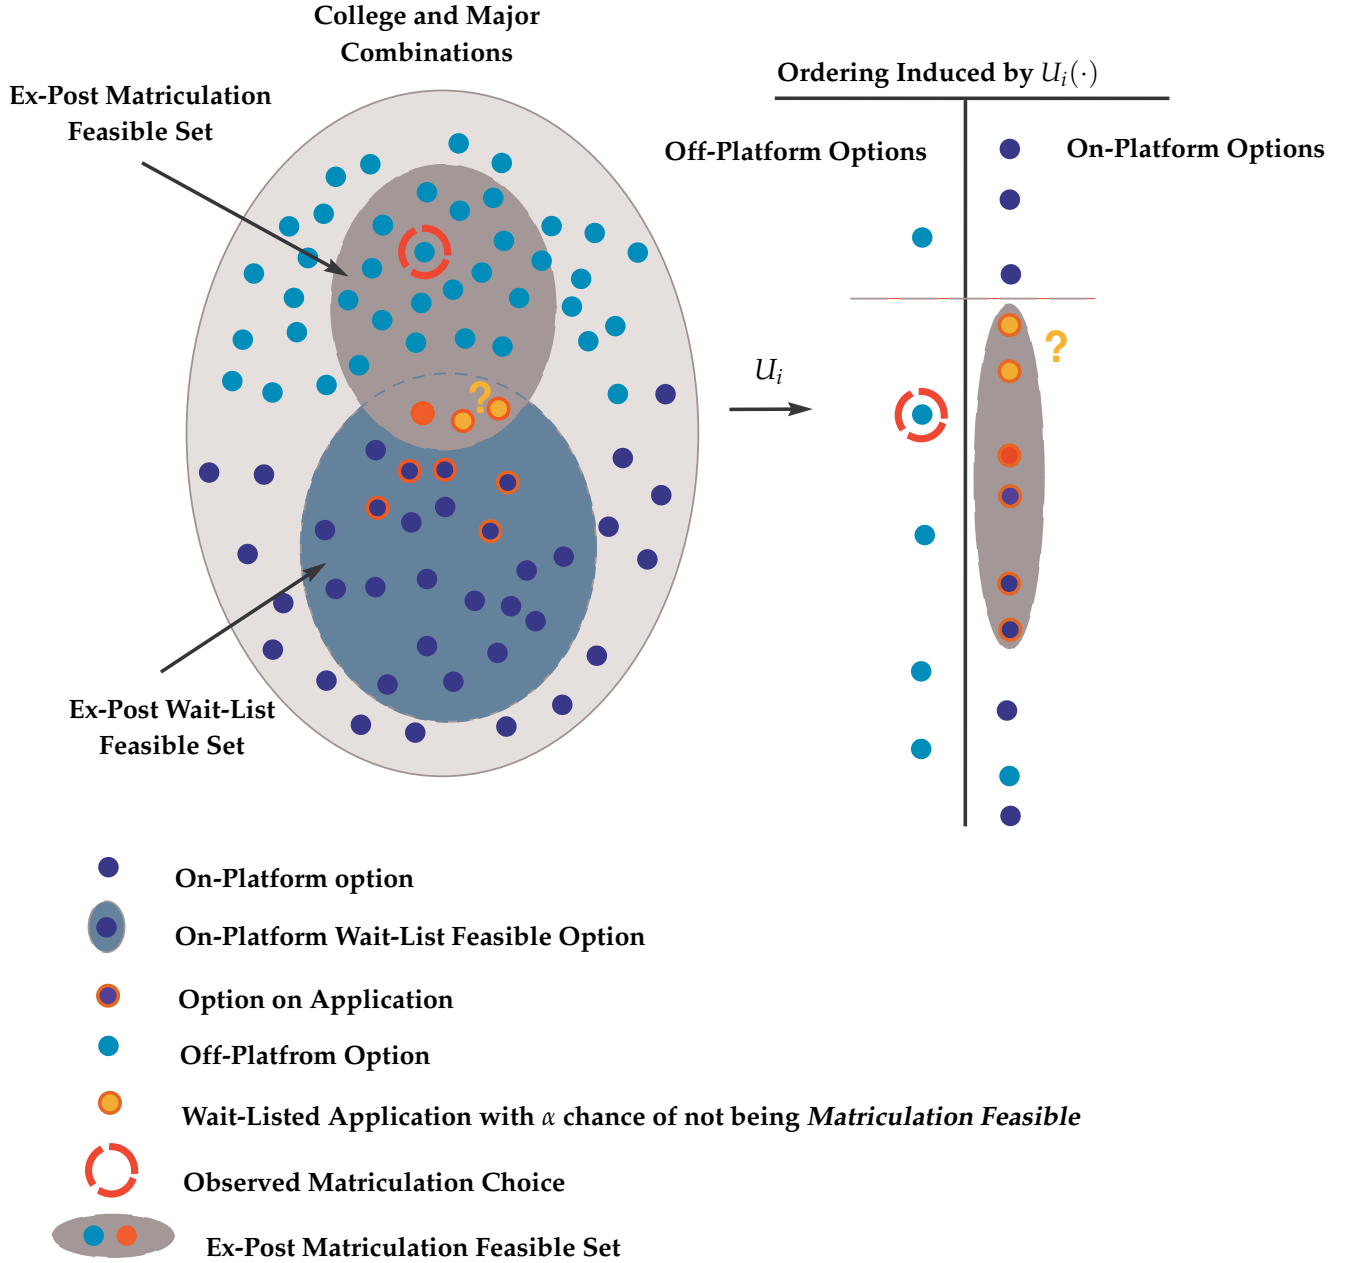 College and Major
Combinations
Ex-Post Matriculation
Feasible Set
Ordering Induced by U_i(·)
Off-Platform Options
On-Platform Options
?
?
U_i
Ex-Post Wait-List
Feasible Set
On-Platform option
On-Platform Wait-List Feasible Option
Option on Application
Off-Platfrom Option
Wait-Listed Application with α chance of not being Matriculation Feasible
Observed Matriculation Choice
Ex-Post Matriculation Feasible Set